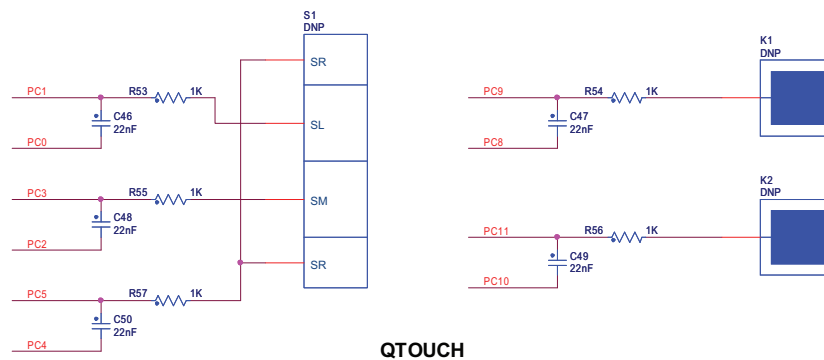 S1
DNP
SR
SL
SM
SR
PC1
R53
1K
C46
22nF
PC0
PC3
R55
1K
C48
22nF
PC2
PC5
R57
1K
C50
22nF
PC4
K1
DNP
PC9
R54
1K
C47
22nF
PC8
K2
DNP
PC11
R56
1K
C49
22nF
PC10
QTOUCH